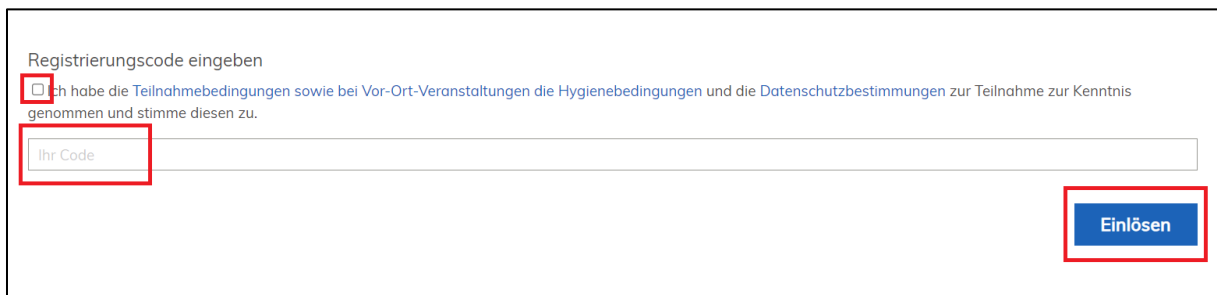 Registrierungscode eingeben
Ich habe die Teilnahmebedingungen sowie bei Vor-Ort-Veranstaltungen die Hygienebedingungen und die Datenschutzbestimmungen zur Teilnahme zur Kenntnis
genommen und stimme diesen zu.
Ihr Code
Einlösen